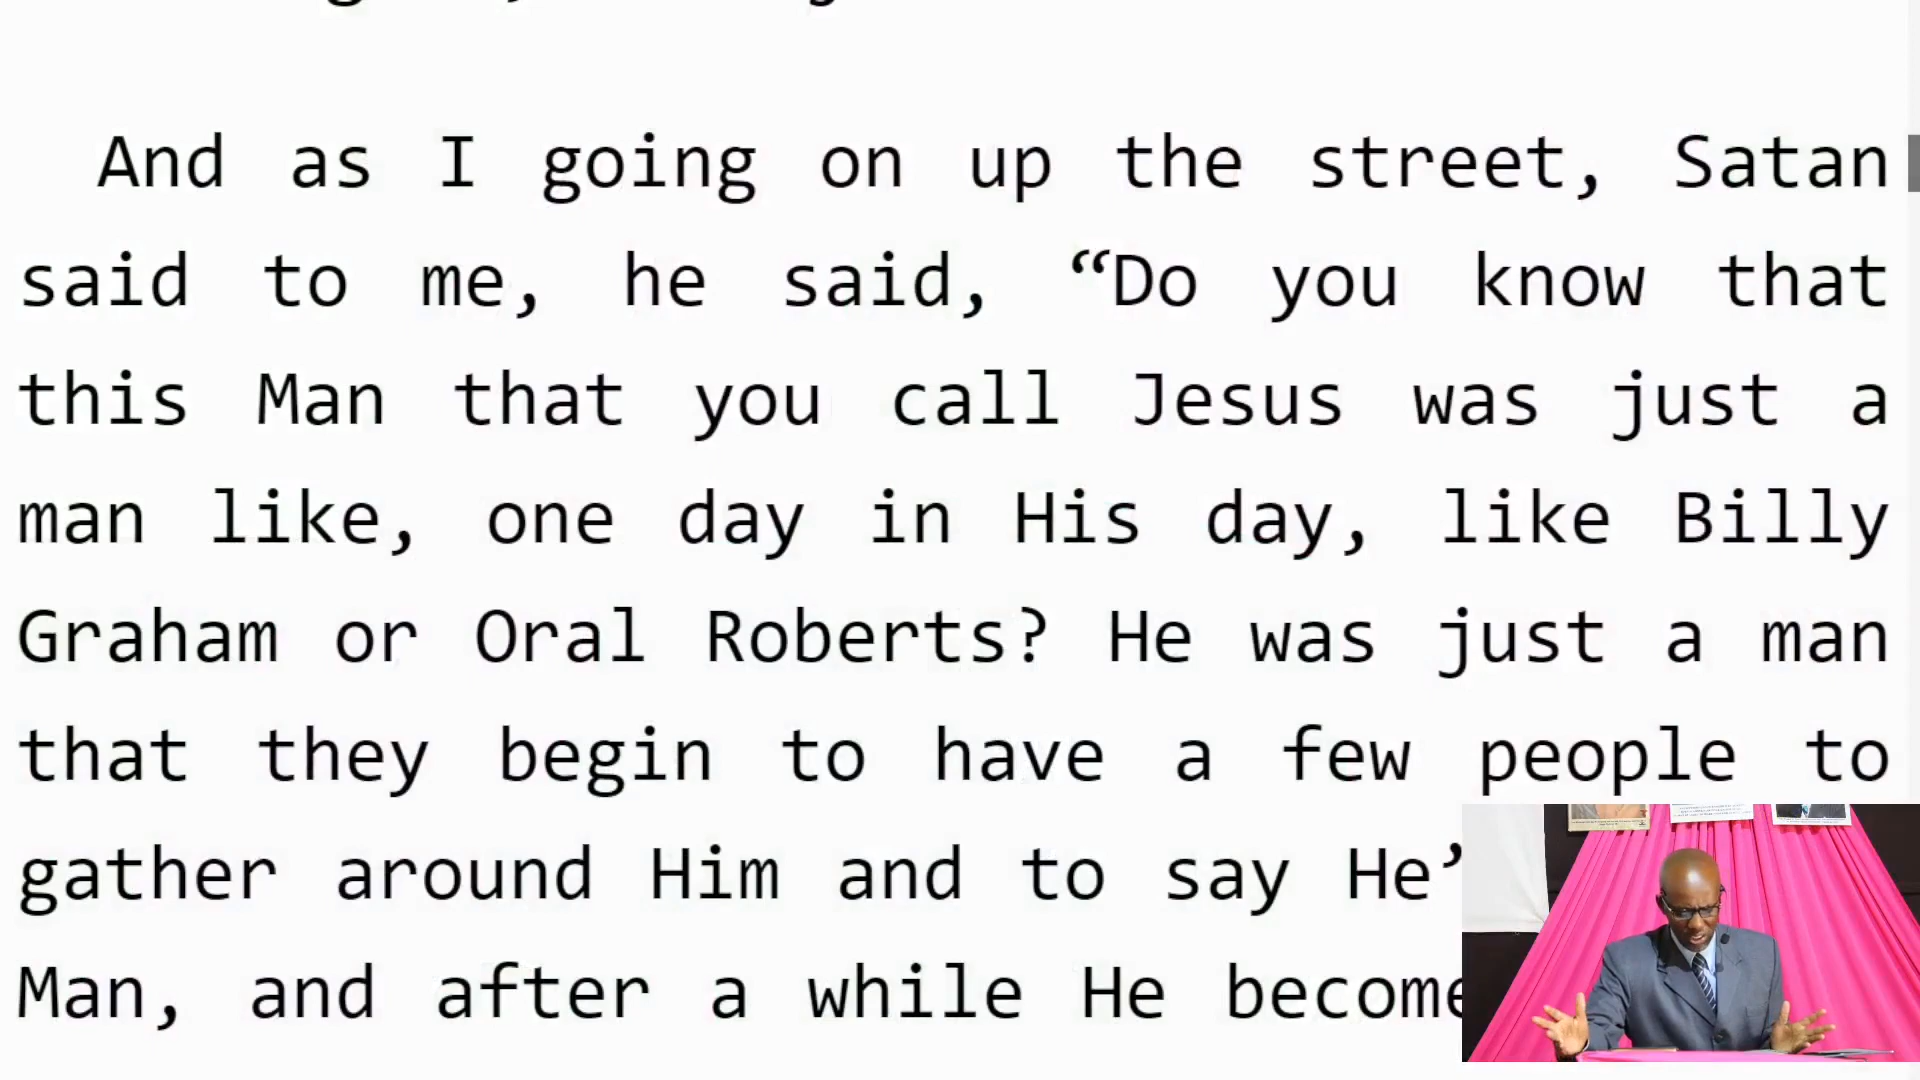 And as I going on up the street, Satan
said to me, he said, “Do you know that
this Man that you call Jesus was just a
man like, one day in His day, like Billy
Graham or Oral Roberts? He was just a man
that they begin to have a few people to
gather around Him and to say He’
Man, and after a while He become